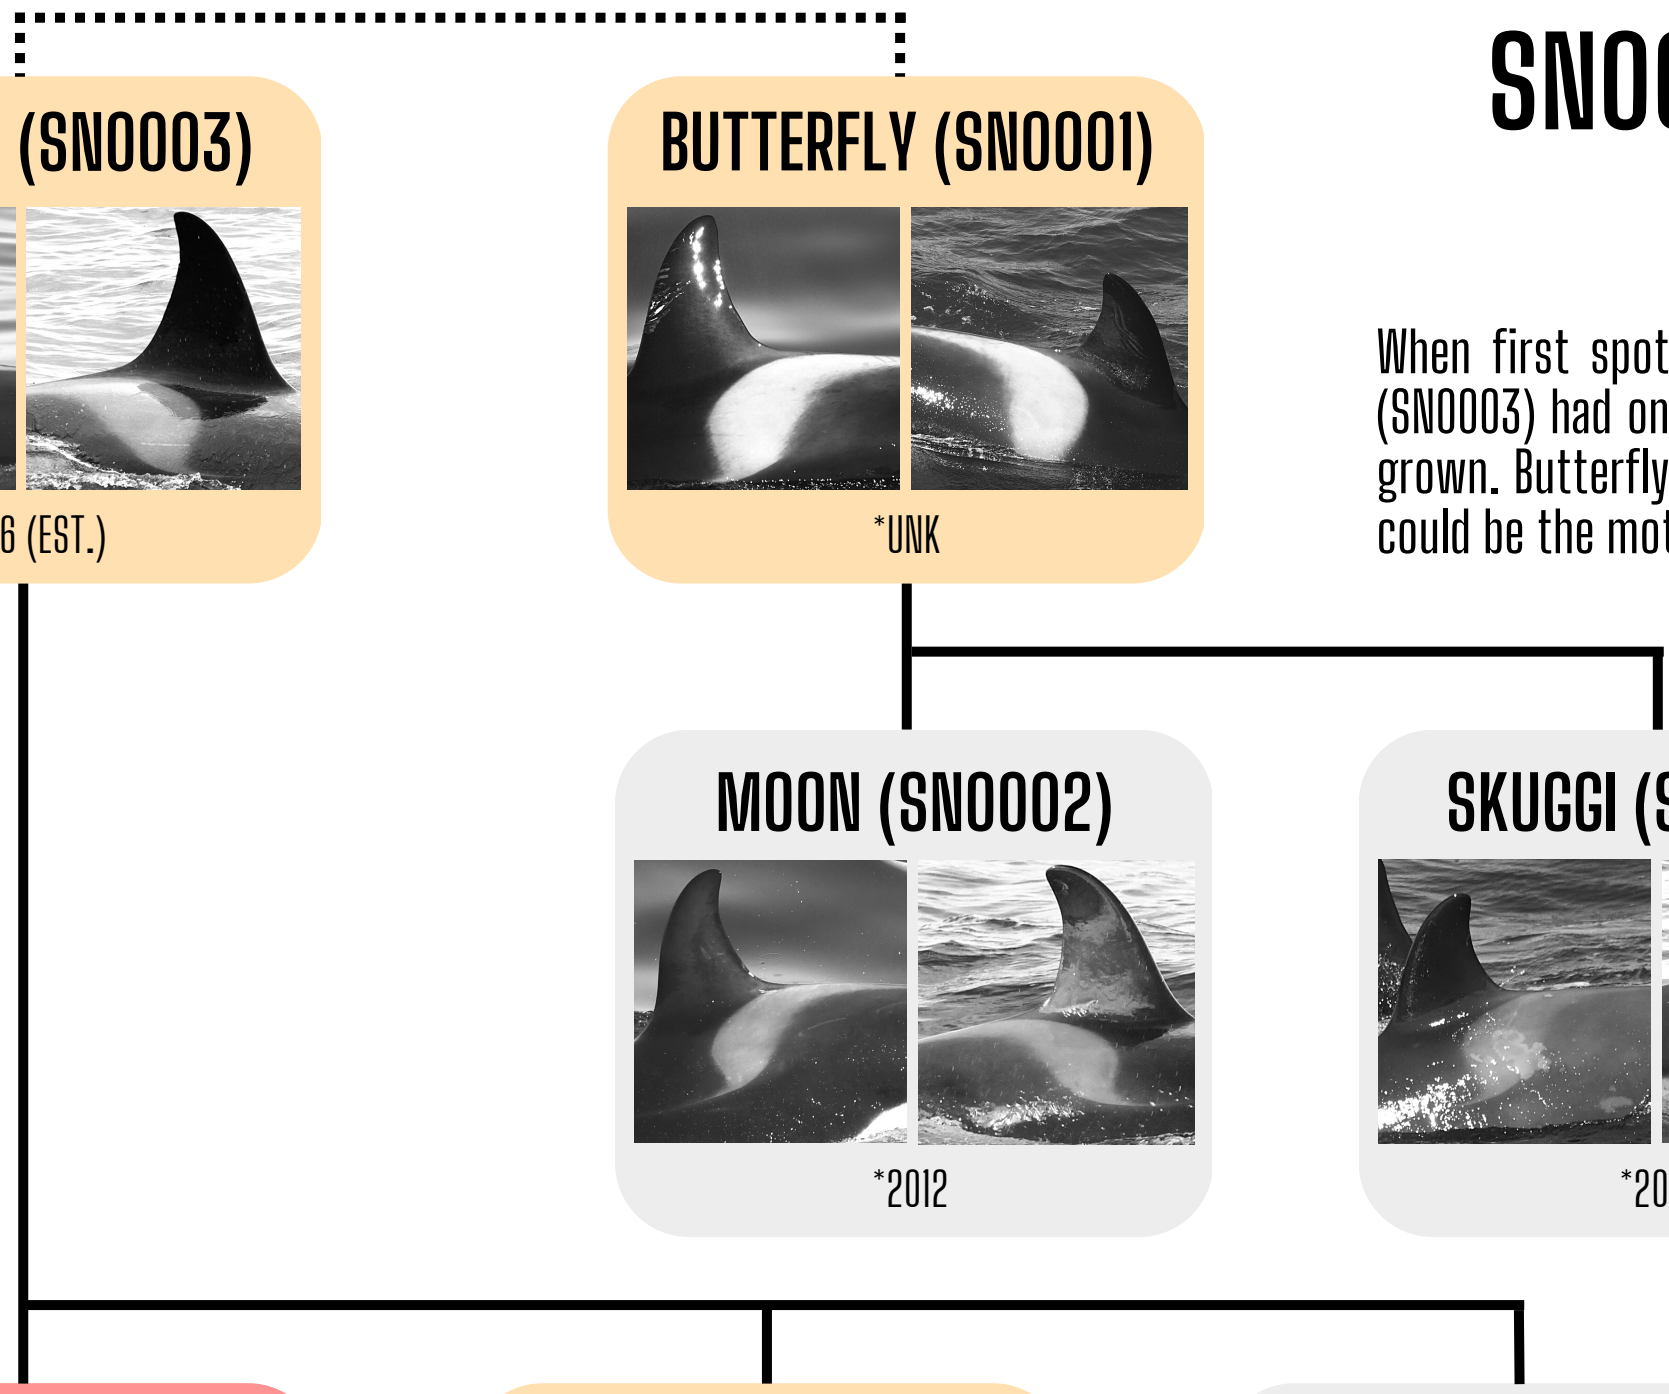 SN00
(SN0003)
BUTTERFLY (SN0001)
6 (EST.)
*UNK
When first spot
(SN0003) had on
grown. Butterfly
could be the mot
MOON (SN0002)
SKUGGI (S
*2012
*20